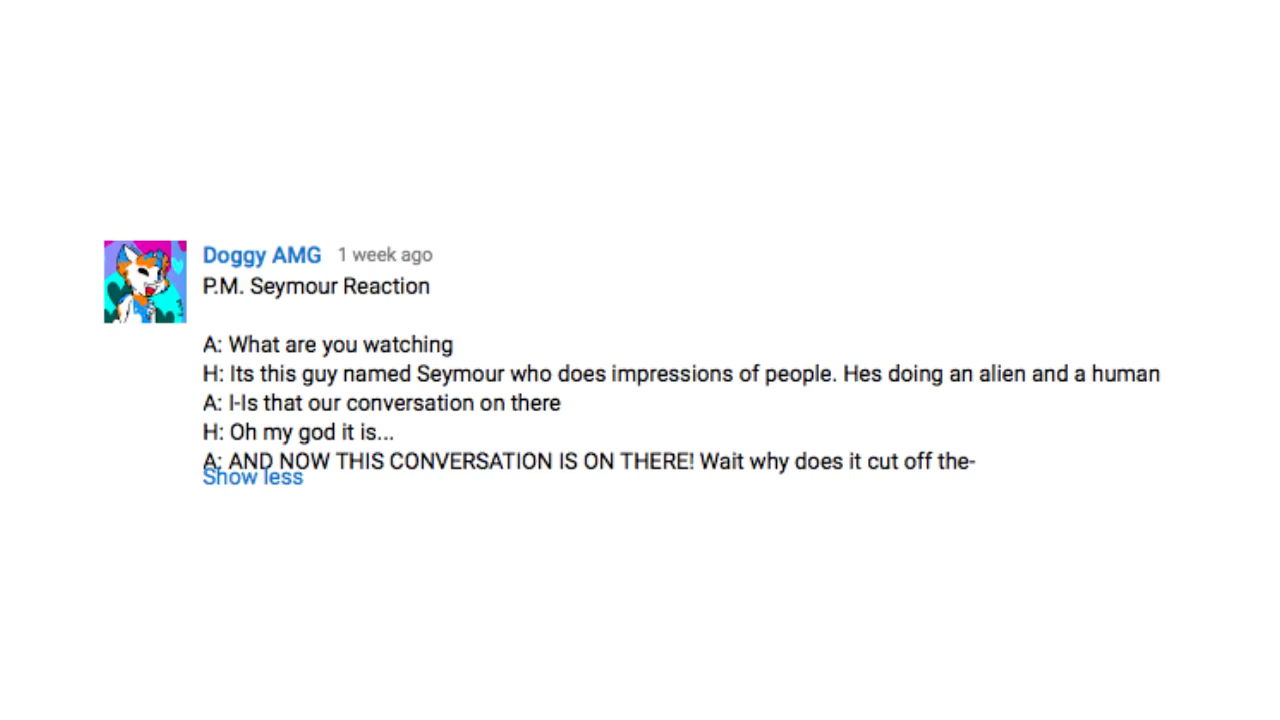 Doggy AMG 1 week ago
P.M. Seymour Reaction
A: What are you watching
H: Its this guy named Seymour who does impressions of people. Hes doing an alien and a human
A: I-Is that our conversation on there
H: Oh my god it is...
A: AND NOW THIS CONVERSATION IS ON THERE! Wait why does it cut off the-
Show less